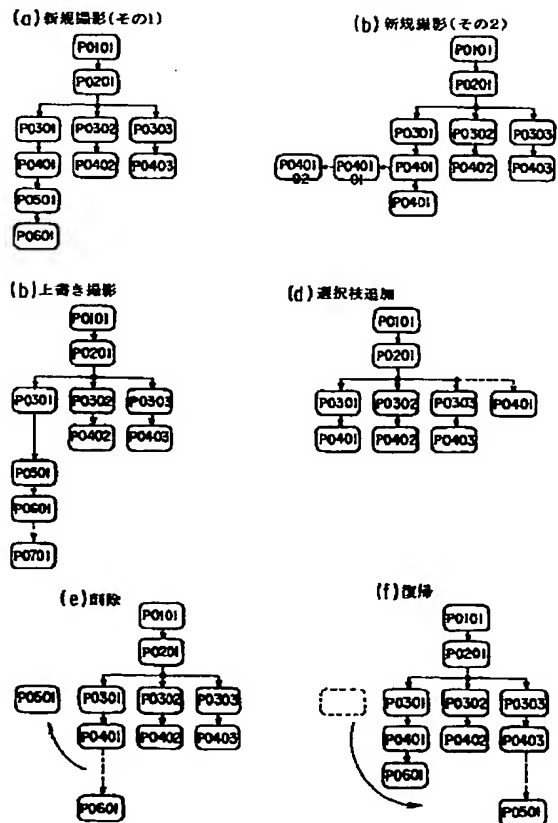 (a) 新規撮影(その1)
P0101
P0201
P0301 P0302 P0303
P0401 P0402 P0403
P0501
P0601
(b) 新規撮影(その2)
P0101
P0201
P0301 P0302 P0303
P0401 02 P0401 01 P0401 P0402 P0403
P0401
(b) 上書き撮影
P0101
P0201
P0301 P0302 P0303
P0402 P0403
P0501
P0601
P0701
(d) 選択枝追加
P0101
P0201
P0301 P0302 P0303 P0401
P0401 P0402 P0403
(e) 削除
P0101
P0201
P0501 P0301 P0302 P0303
P0401 P0402 P0403
P0601
(f) 復帰
P0101
P0201
P0301 P0302 P0303
P0401 P0402 P0403
P0601
P0501